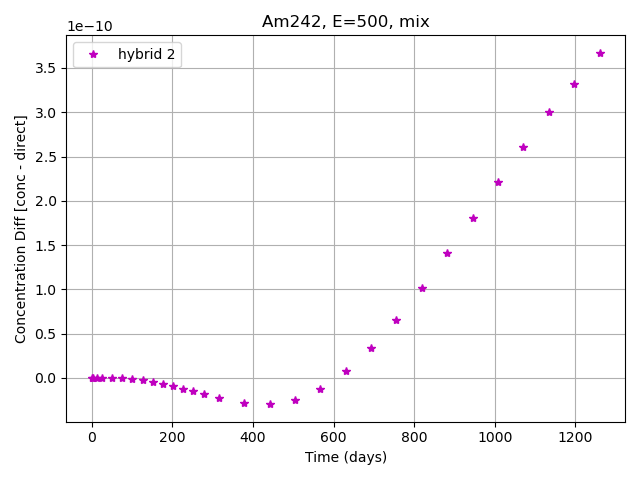 Am242, E=500, mix
1e−10
hybrid 2
3.5
3.0
2.5
2.0
1.5
1.0
0.5
0.0
Concentration Diff [conc - direct]
0 200 400 600 800 1000 1200
Time (days)